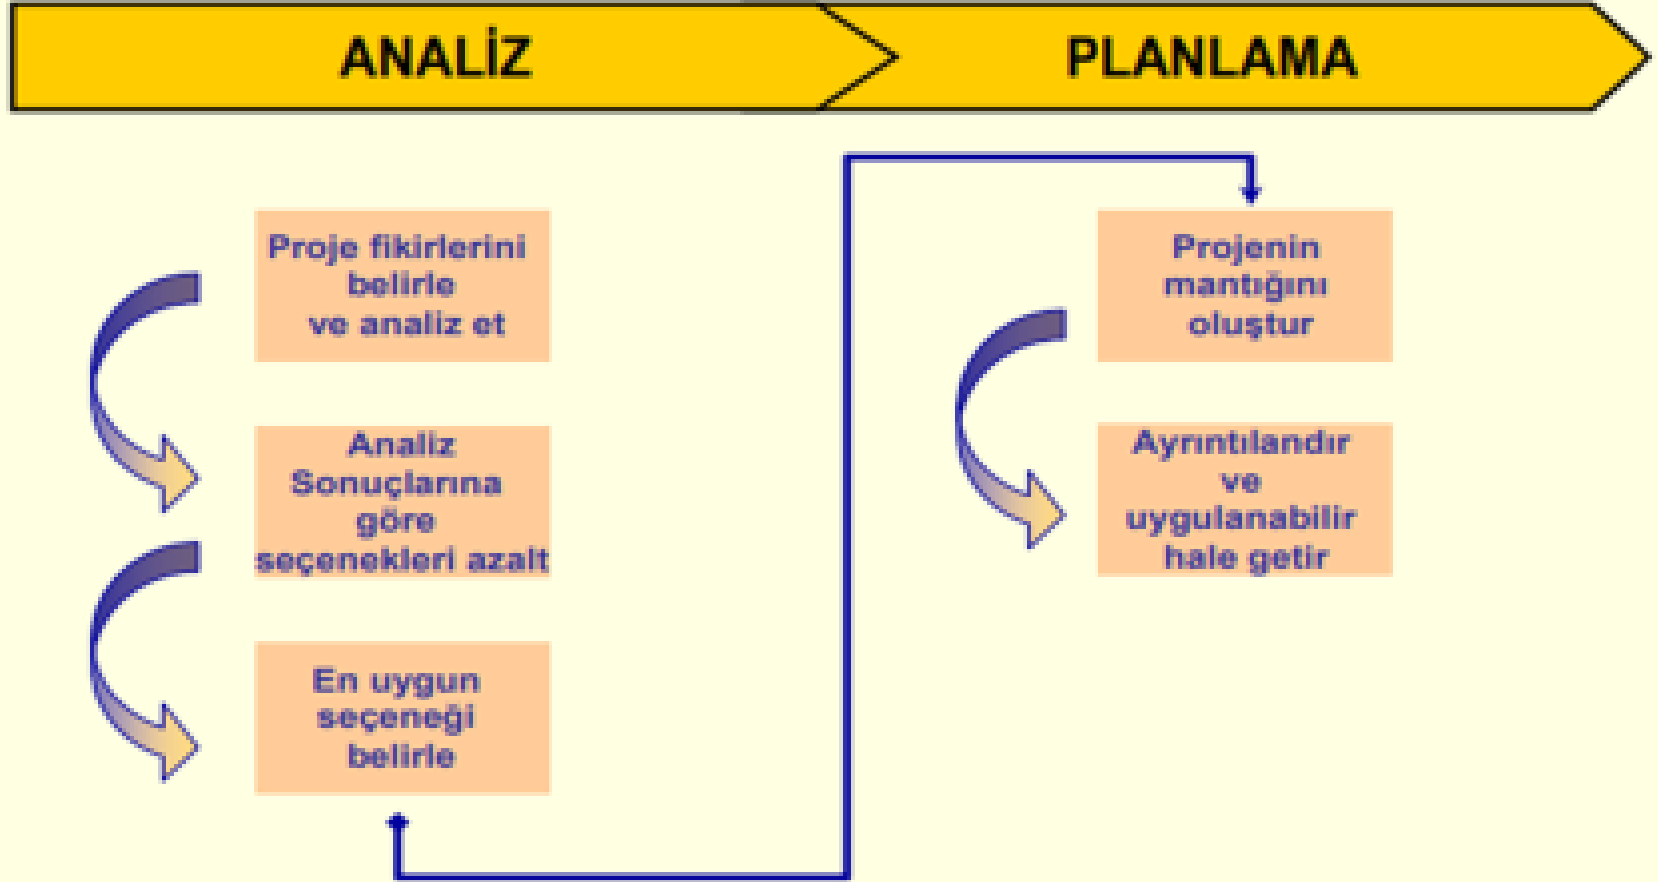 ANALİZ
PLANLAMA
Proje fikirlerini
belirle
ve analiz et
Analiz
Sonuçlarına
göre
seçenekleri azalt
En uygun
seçeneği
belirle
Projenin
mantığını
oluştur
Ayrıntılandır
ve
uygulanabilir
hale getir